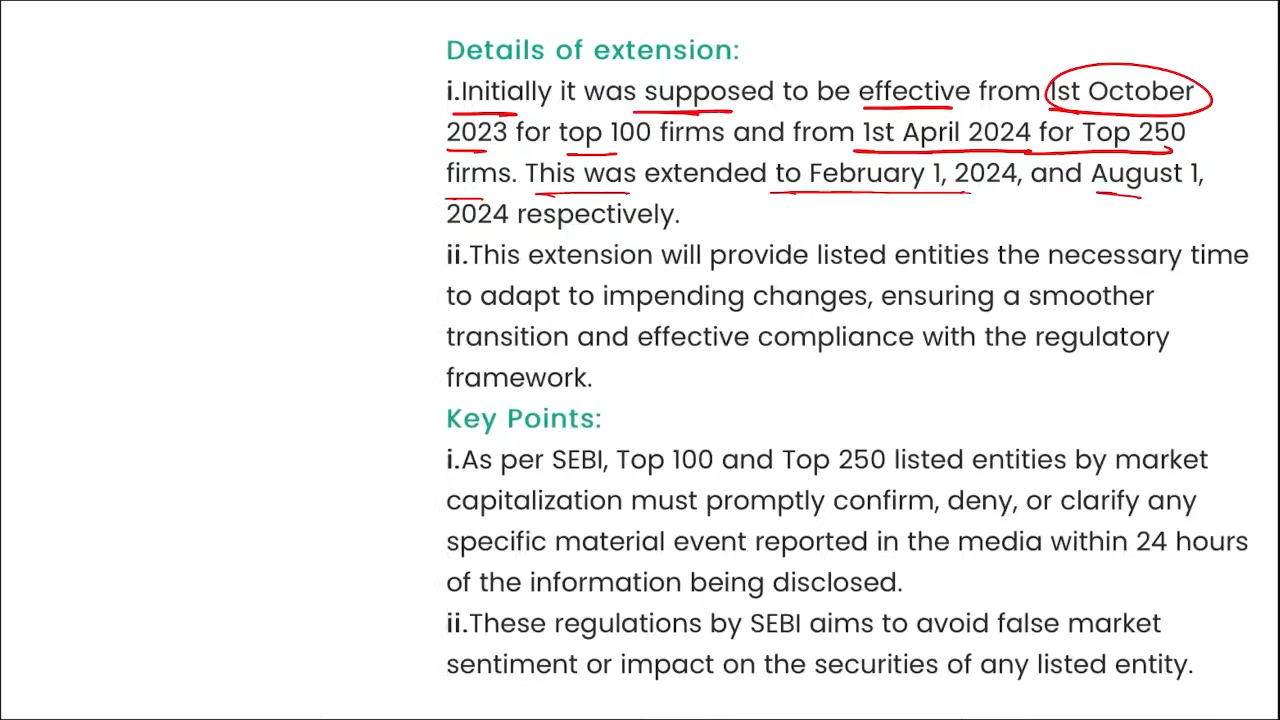 Details of extension:
i.Initially it was supposed to be effective from 1st October
2023 for top 100 firms and from 1st April 2024 for Top 250
firms. This was extended to February 1, 2024, and August 1,
2024 respectively.
ii.This extension will provide listed entities the necessary time
to adapt to impending changes, ensuring a smoother
transition and effective compliance with the regulatory
framework.
Key Points:
i.As per SEBI, Top 100 and Top 250 listed entities by market
capitalization must promptly confirm, deny, or clarify any
specific material event reported in the media within 24 hours
of the information being disclosed.
ii.These regulations by SEBI aims to avoid false market
sentiment or impact on the securities of any listed entity.